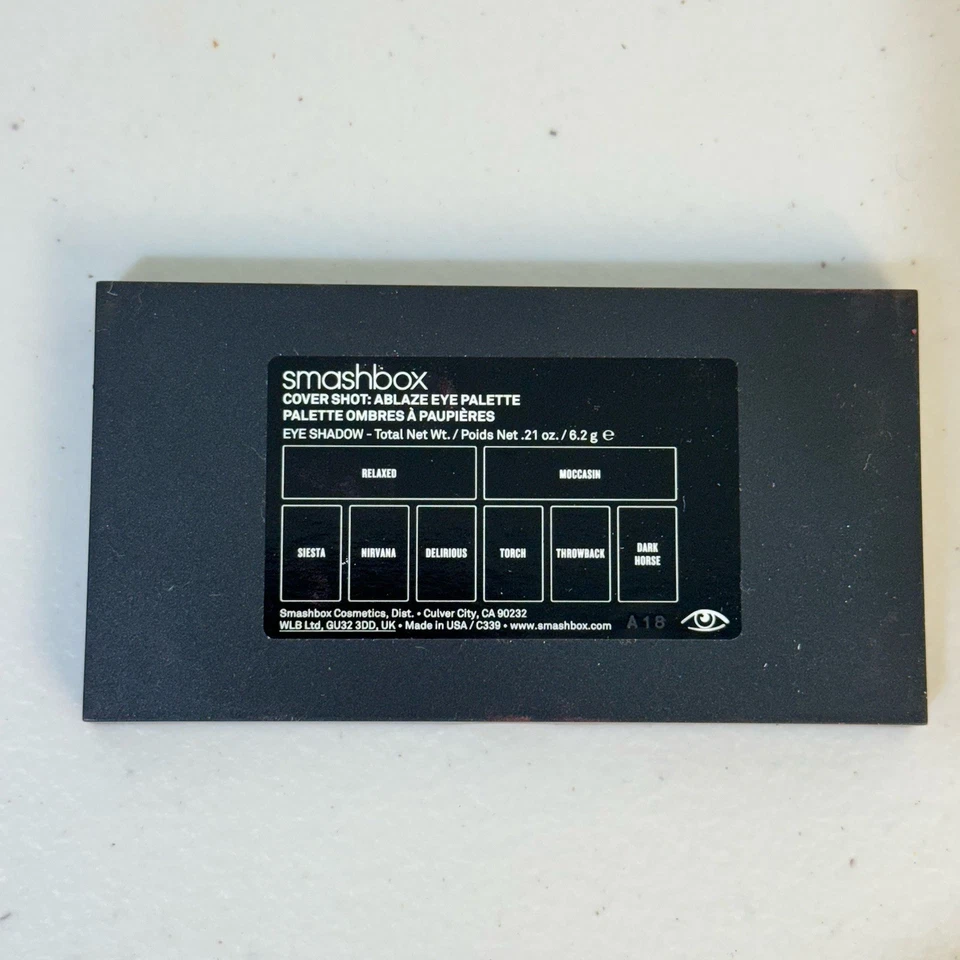 smashbox
COVER SHOT: ABLAZE EYE PALETTE
PALETTE OMBRES À PAUPIÈRES
EYE SHADOW - Total Net Wt. / Poids Net .21 oz. / 6.2 g ℮
RELAXED MOCCASIN
SIESTA NIRVANA DELIRIOUS TORCH THROWBACK DARK HORSE
Smashbox Cosmetics, Dist. • Culver City, CA 90232
WLB Ltd, GU32 3DD, UK • Made in USA / C339 • www.smashbox.com A18